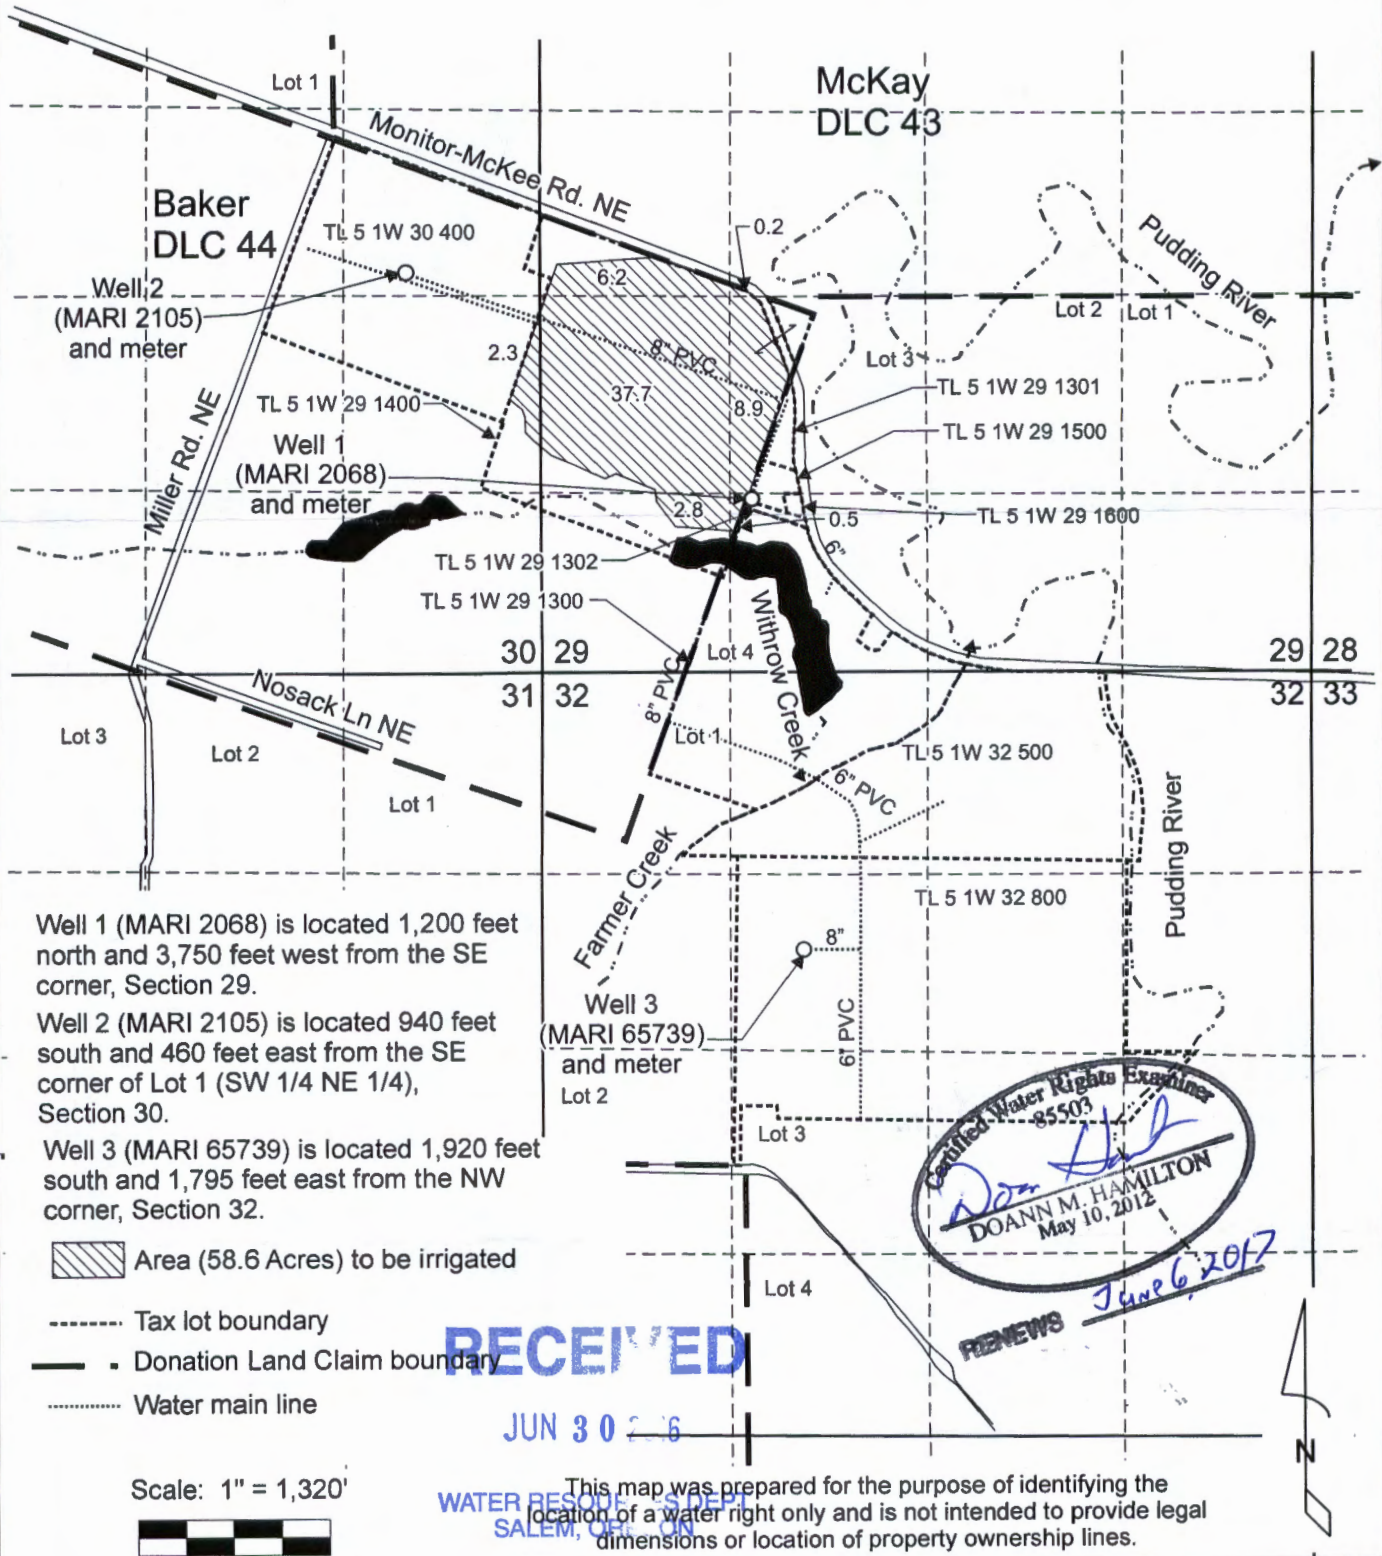 McKay
DLC 43
Lot 1
Monitor-McKee Rd. NE
Baker
DLC 44
TL 5 1W 30 400
0.2
Pudding River
6.2
Well 2
(MARI 2105)
and meter
Lot 2
Lot 1
2.3
8" PVC
Lot 3
37.7
8.9
TL 5 1W 29 1301
TL 5 1W 29 1400
TL 5 1W 29 1500
Well 1
(MARI 2068)
and meter
Miller Rd. NE
2.8
0.5
TL 5 1W 29 1600
6"
TL 5 1W 29 1302
TL 5 1W 29 1300
Withrow Creek
30 29
31 32
Lot 4
29 28
32 33
8" PVC
Nosack Ln NE
Lot 3
Lot 2
Lot 1
Lot 1
TL 5 1W 32 500
6" PVC
Pudding River
Farmer Creek
TL 5 1W 32 800
8"
Well 3
(MARI 65739)
and meter
6" PVC
Lot 2
Lot 3
Lot 4
Well 1 (MARI 2068) is located 1,200 feet
north and 3,750 feet west from the SE
corner, Section 29.
Well 2 (MARI 2105) is located 940 feet
south and 460 feet east from the SE
corner of Lot 1 (SW 1/4 NE 1/4),
Section 30.
Well 3 (MARI 65739) is located 1,920 feet
south and 1,795 feet east from the NW
corner, Section 32.
Area (58.6 Acres) to be irrigated
Tax lot boundary
Donation Land Claim boundary
Water main line
Certified Water Rights Examiner
85503
DOANN M. HAMILTON
May 10, 2012
RENEWS June 6, 2017
RECEIVED
JUN 30
WATER RESOURCES DEPT
SALEM, OREGON
Scale: 1" = 1,320'
N
This map was prepared for the purpose of identifying the
location of a water right only and is not intended to provide legal
dimensions or location of property ownership lines.